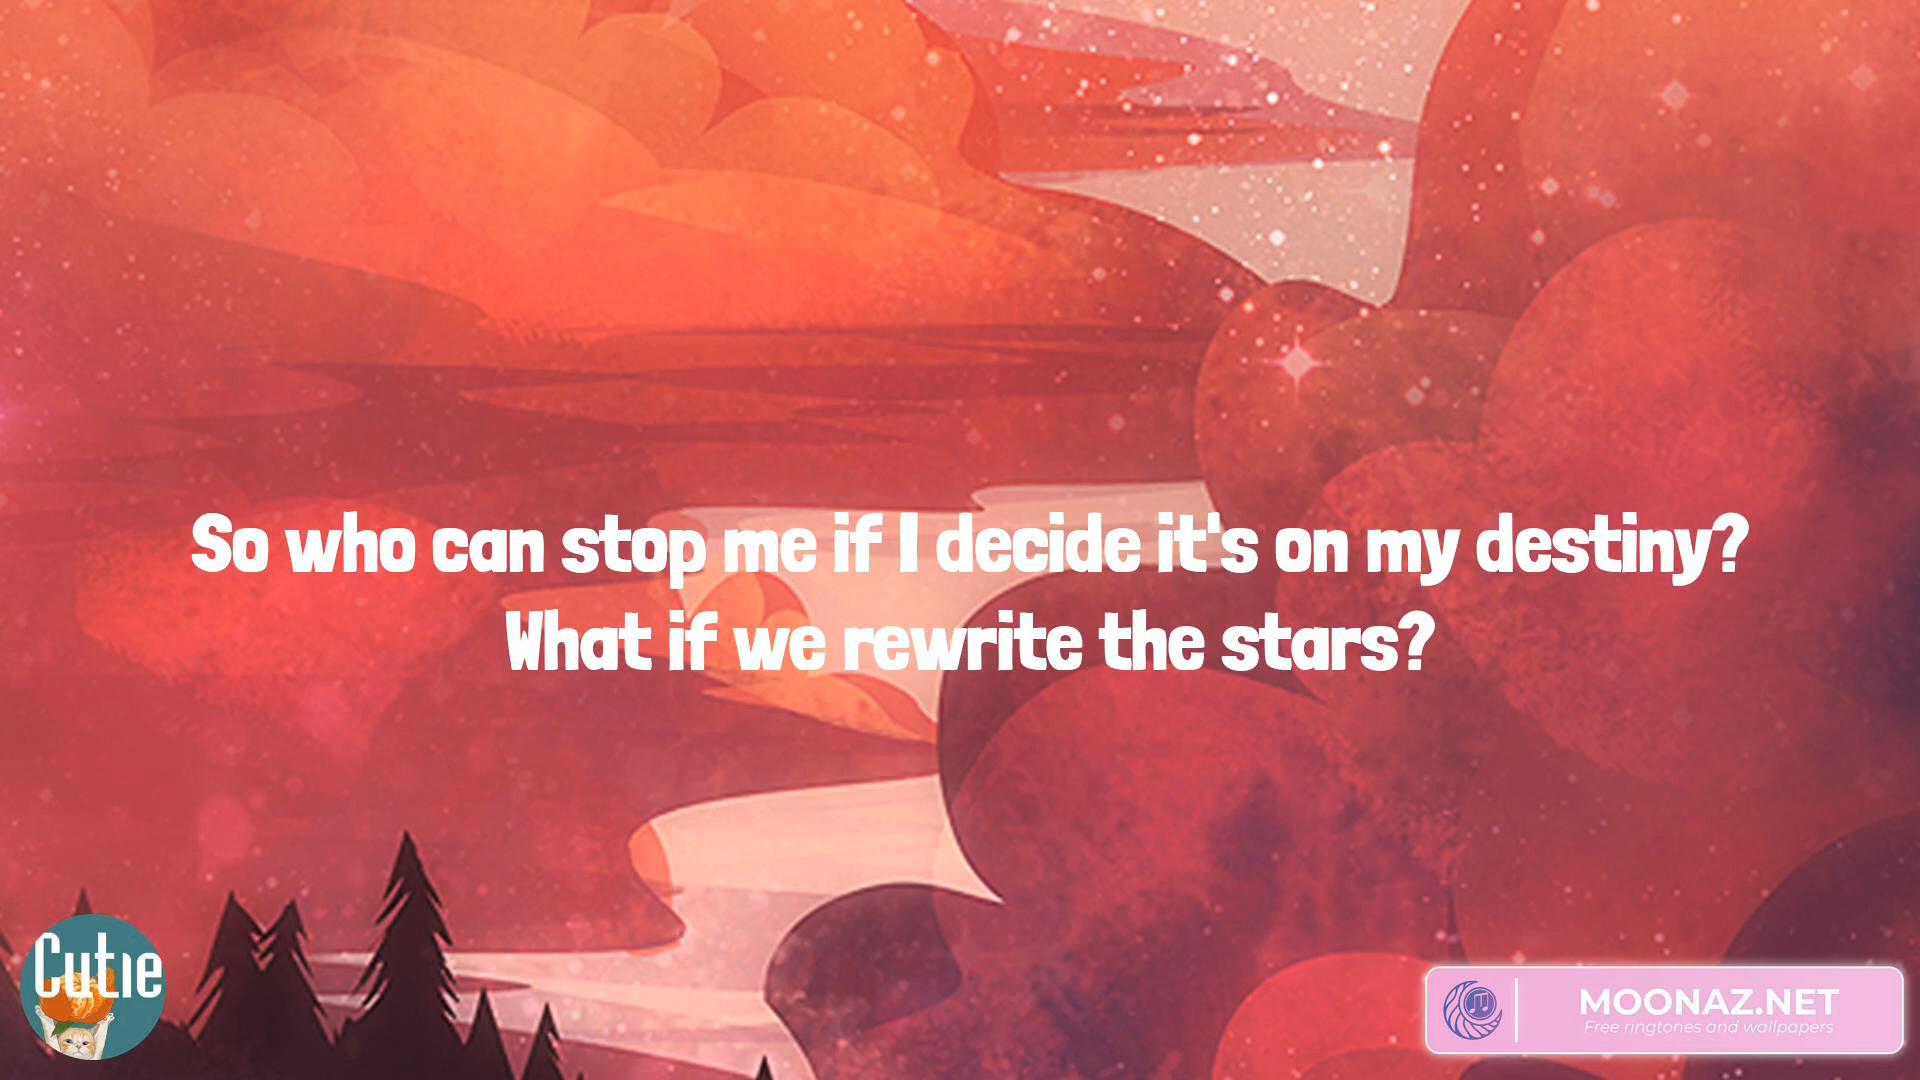 So who can stop me if I decide it's on my destiny?
What if we rewrite the stars?
Cutie
MOONAZ.NET
Free ringtones and wallpapers